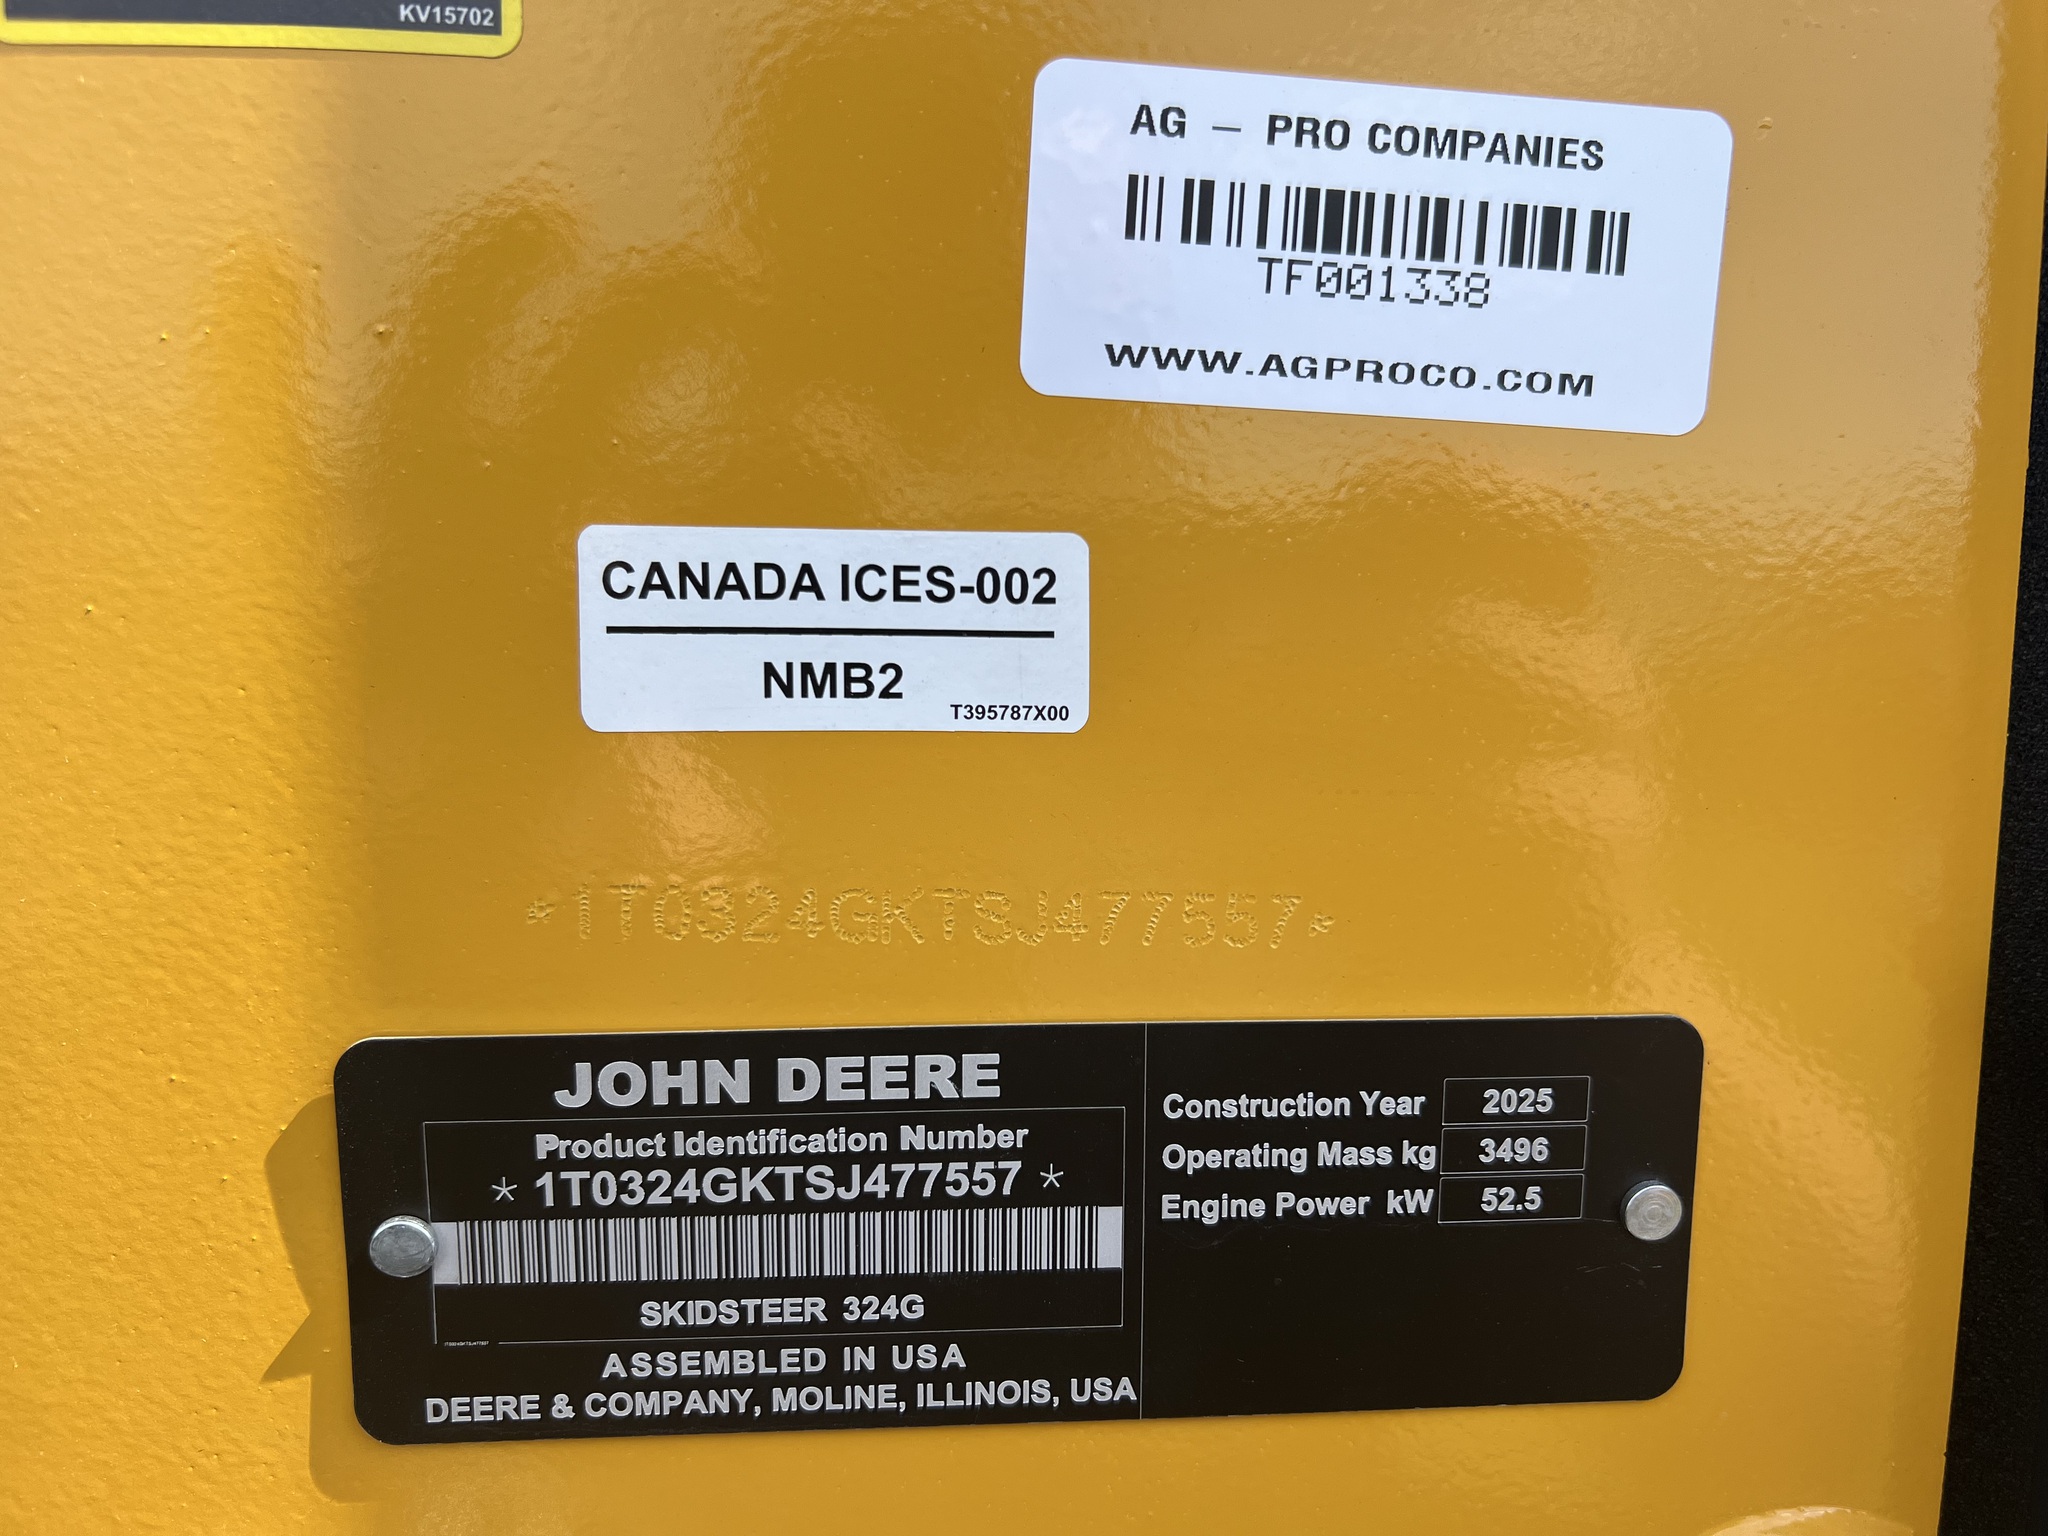 KV15702
AG — PRO COMPANIES
TF001338
WWW.AGPROCO.COM
CANADA ICES-002
NMB2
T395787X00
*1T0324GKTSJ477557*
JOHN DEERE
Product Identification Number
* 1T0324GKTSJ477557 *
SKIDSTEER 324G
1T0324GKTSJ477557
ASSEMBLED IN USA
DEERE & COMPANY, MOLINE, ILLINOIS, USA
Construction Year 2025
Operating Mass kg 3496
Engine Power kW 52.5